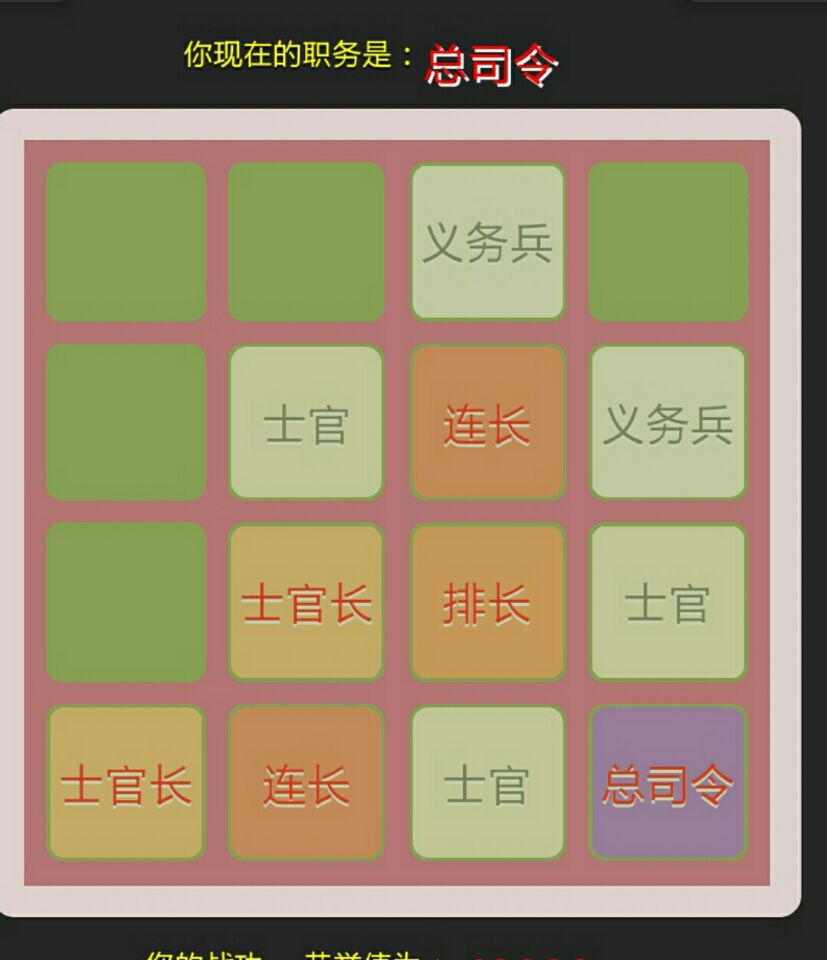 你现在的职务是：总司令
义务兵
士官 连长 义务兵
士官长 排长 士官
士官长 连长 士官 总司令